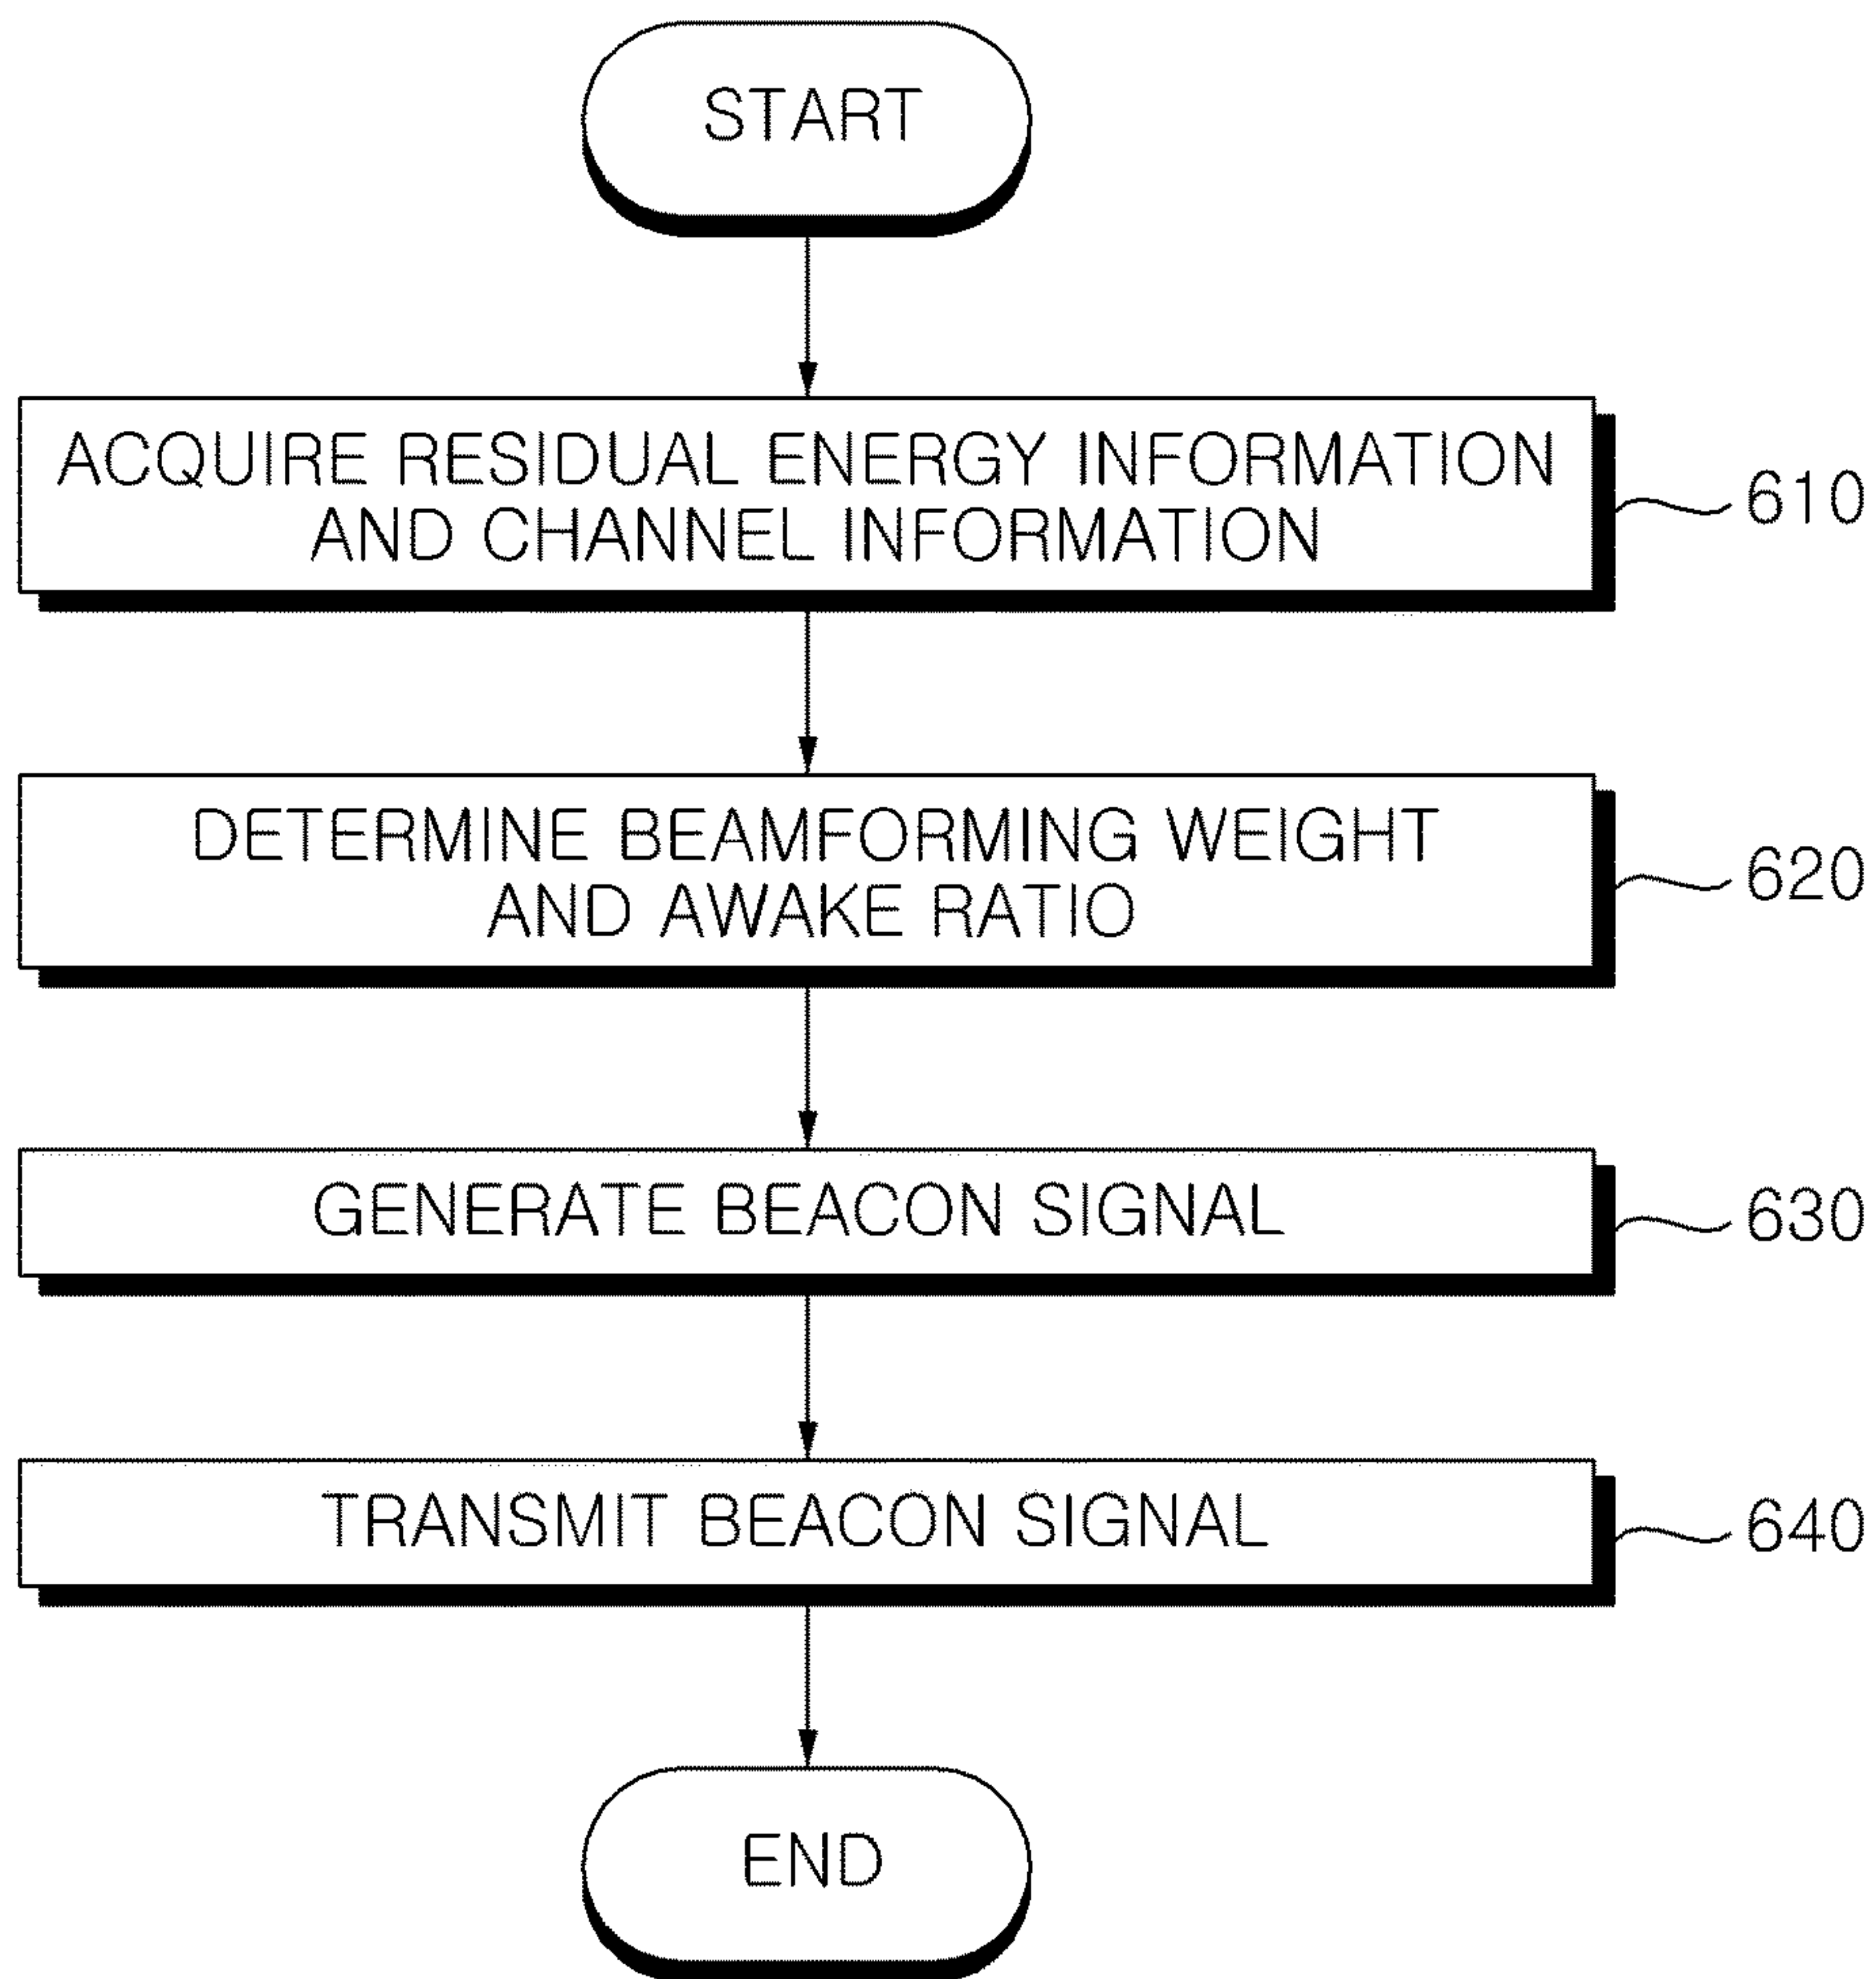 START
ACQUIRE RESIDUAL ENERGY INFORMATION
AND CHANNEL INFORMATION
610
DETERMINE BEAMFORMING WEIGHT
AND AWAKE RATIO
620
GENERATE BEACON SIGNAL
630
TRANSMIT BEACON SIGNAL
640
END